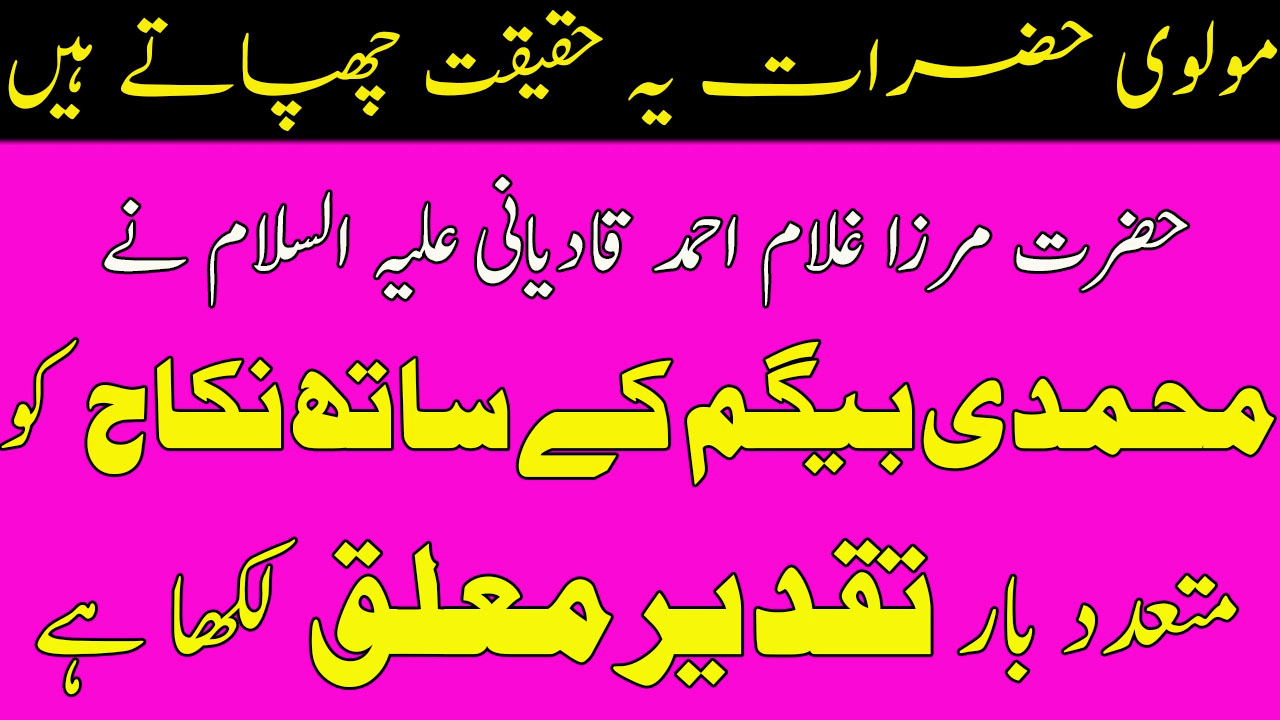 مولوی حضرات یہ حقیقت چھپاتے ہیں
حضرت مرزا غلام احمد قادیانی علیہ السلام نے
محمدی بیگم کے ساتھ نکاح کو
متعدد بار تقدیر معلق لکھا ہے